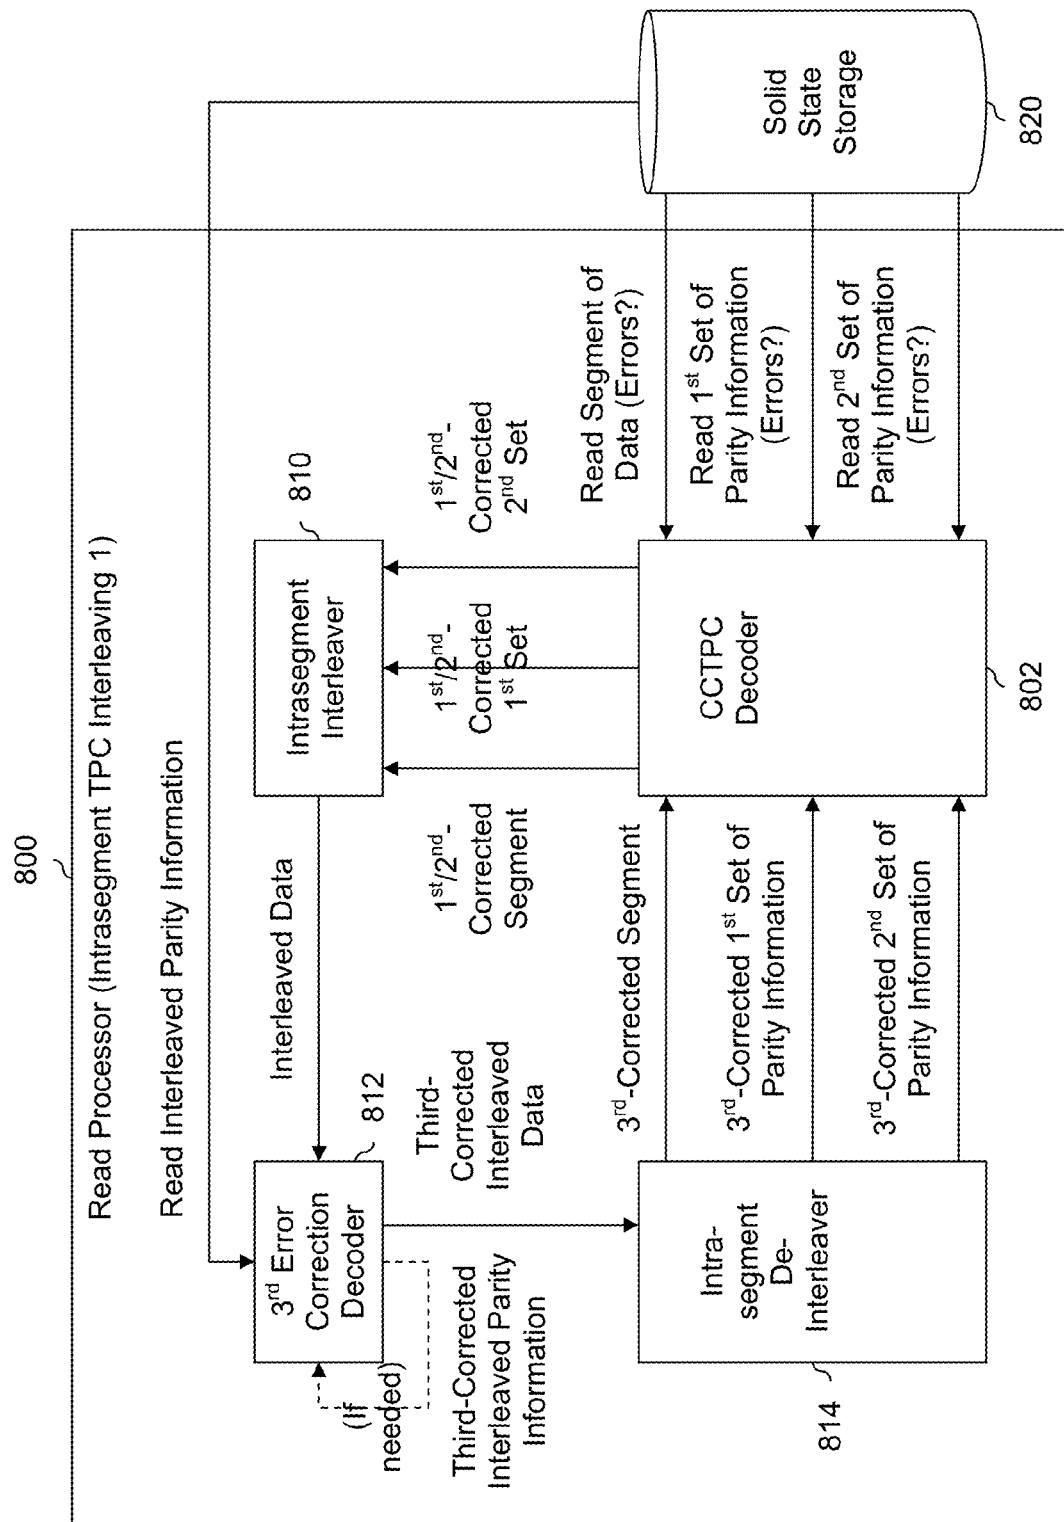 800
Read Processor (Intrasegment TPC Interleaving 1)
Read Interleaved Parity Information
3rd Error
Correction
Decoder
812
(If
needed)
Interleaved Data
Intrasegment
Interleaver
810
Third-Corrected
Interleaved Parity
Information
Third-
Corrected
Interleaved
Data
1st/2nd-
Corrected
Segment
1st/2nd-
Corrected
1st Set
1st/2nd-
Corrected
2nd Set
Intra-
segment
De-
Interleaver
814
3rd-Corrected Segment
3rd-Corrected 1st Set of
Parity Information
3rd-Corrected 2nd Set of
Parity Information
CCTPC
Decoder
802
Read Segment of
Data (Errors?)
Read 1st Set of
Parity Information
(Errors?)
Read 2nd Set of
Parity Information
(Errors?)
Solid
State
Storage
820